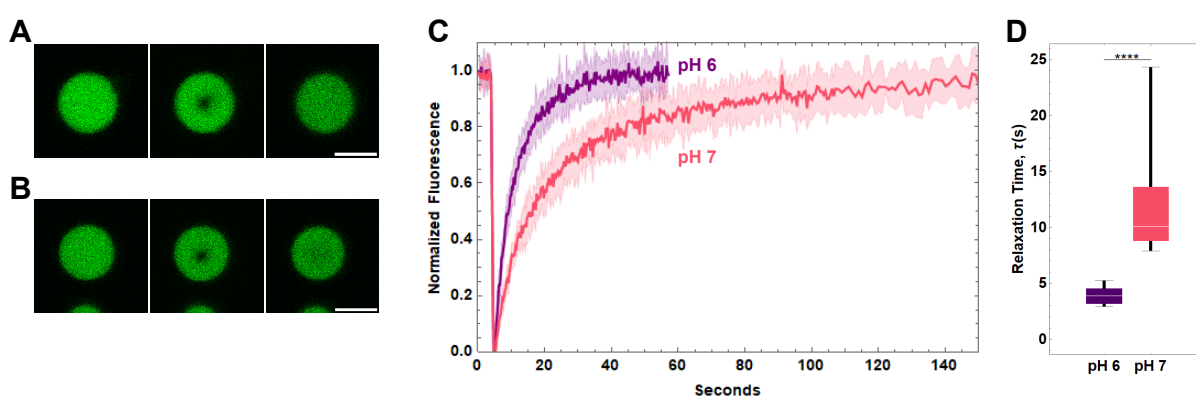 A
B
C
Normalized Fluorescence
1.0
0.8
0.6
0.4
0.2
0.0
pH 6
pH 7
0 20 40 60 80 100 120 140
Seconds
D
Relaxation Time, τ(s)
25
20
15
10
5
0
****
pH 6 pH 7